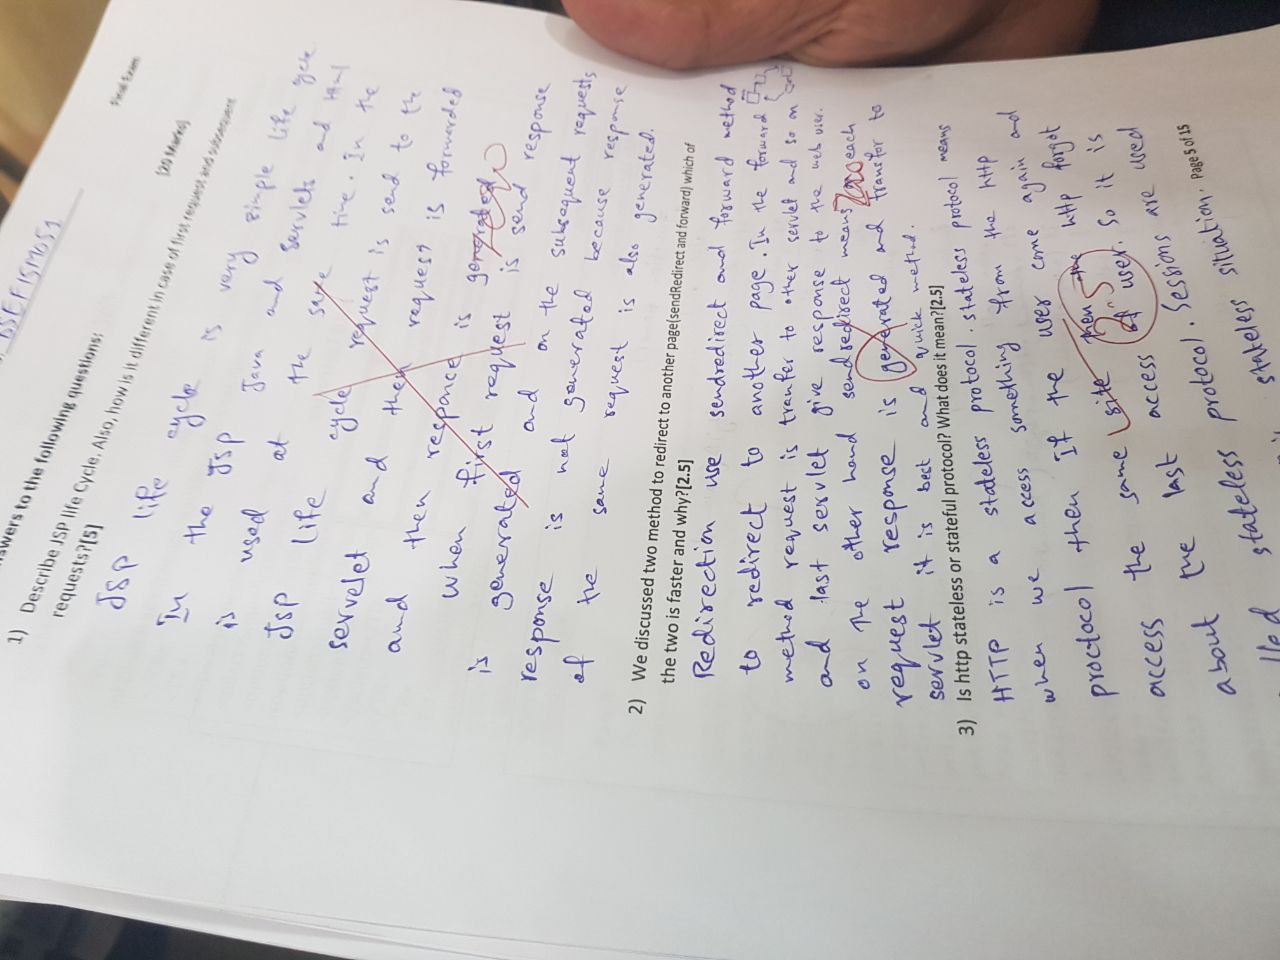 BSEF15M051
Final Exam
to the following questions:
[20 Marks]
1) Describe JSP life Cycle. Also, how is it different in case of first request and subsequent
requests?[5]
JSP life cycle is very simple life cycle
In the JSP Java and Servlets and Html
is used at the same time. In the
JSP life cycle request is send to the
servelet and then request is forwarded
and then responce is generated.
zero
when first request is send response
is generated and on the subsequent requests
response is not generated because response
of the same request is also generated.
2) We discussed two method to redirect to another page(sendRedirect and forward) which of
the two is faster and why?[2.5]
Redirection use sendredirect and forward method
to redirect to another page. In the forward
method request is tranfer to other servlet and so on
and last servlet give response to the web user.
on the other hand sendredirect means each
request response is generated and transfor to
servlet it is best and quick method.
3) Is http stateless or stateful protocol? What does it mean?[2.5]
HTTP is a stateless protocol. stateless protocol means
when we access something from the http
proctocol then If the user come again and
access the same site then the http forgot
2.5
about the last access of user. So it is
stateless protocol. Sessions are used
stateless situation.
Page 5 of 15